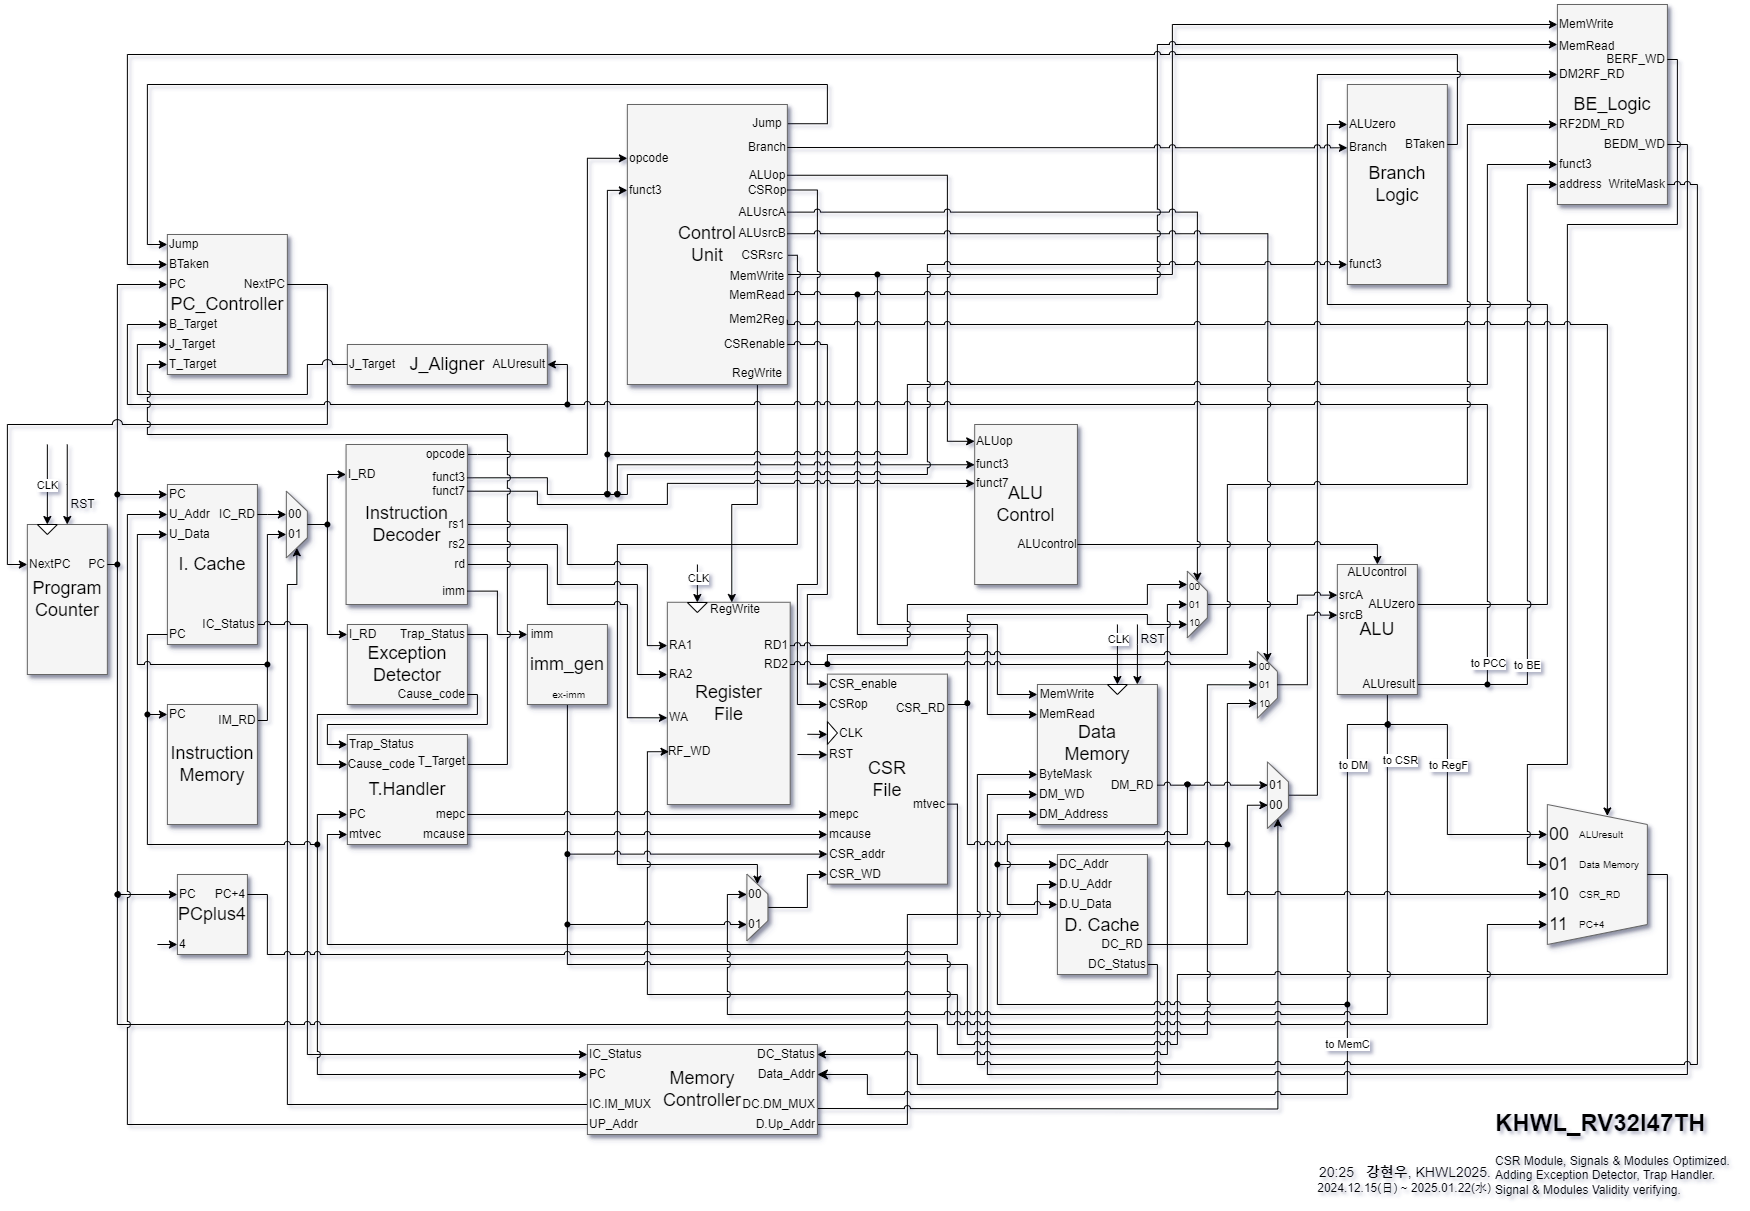 MemWrite
MemRead
BERF_WD
DM2RF_RD
BE_Logic
RF2DM_RD
BEDM_WD
funct3
address
WriteMask
ALUzero
Branch
BTaken
Branch
Logic
funct3
Jump
Branch
opcode
ALUop
funct3
CSRop
ALUsrcA
Control
Unit
ALUsrcB
CSRsrc
MemWrite
MemRead
Mem2Reg
CSRenable
RegWrite
Jump
BTaken
PC
NextPC
PC_Controller
B_Target
J_Target
T_Target
J_Target
J_Aligner
ALUresult
CLK
RST
NextPC
PC
Program
Counter
PC
U_Addr
IC_RD
U_Data
I. Cache
IC_Status
PC
00
01
PC
IM_RD
Instruction
Memory
I_RD
opcode
funct3
funct7
Instruction
Decoder
rs1
rs2
rd
imm
I_RD
Trap_Status
Exception
Detector
Cause_code
imm
imm_gen
ex-imm
Trap_Status
Cause_code
T_Target
T.Handler
PC
mepc
mtvec
mcause
PC
PC+4
PCplus4
4
CLK
RegWrite
RA1
RD1
RD2
RA2
Register
File
WA
RF_WD
CSR_enable
CSRop
CSR_RD
CLK
RST
CSR
File
mtvec
mepc
mcause
CSR_addr
CSR_WD
00
01
ALUop
funct3
funct7
ALU
Control
ALUcontrol
00
01
10
00
01
10
ALUcontrol
srcA
ALUzero
srcB
ALU
ALUresult
to PCC
to BE
to DM
to CSR
to RegF
CLK
RST
MemWrite
MemRead
Data
Memory
ByteMask
DM_RD
DM_WD
DM_Address
01
00
DC_Addr
D.U_Addr
D.U_Data
D. Cache
DC_RD
DC_Status
00 ALUresult
01 Data Memory
10 CSR_RD
11 PC+4
to MemC
IC_Status
DC_Status
PC
Data_Addr
Memory
Controller
IC.IM_MUX
DC.DM_MUX
UP_Addr
D.Up_Addr
KHWL_RV32I47TH
CSR Module, Signals & Modules Optimized.
20:25 강현우, KHWL2025. Adding Exception Detector, Trap Handler.
2024.12.15(日) ~ 2025.01.22(水) Signal & Modules Validity verifying.